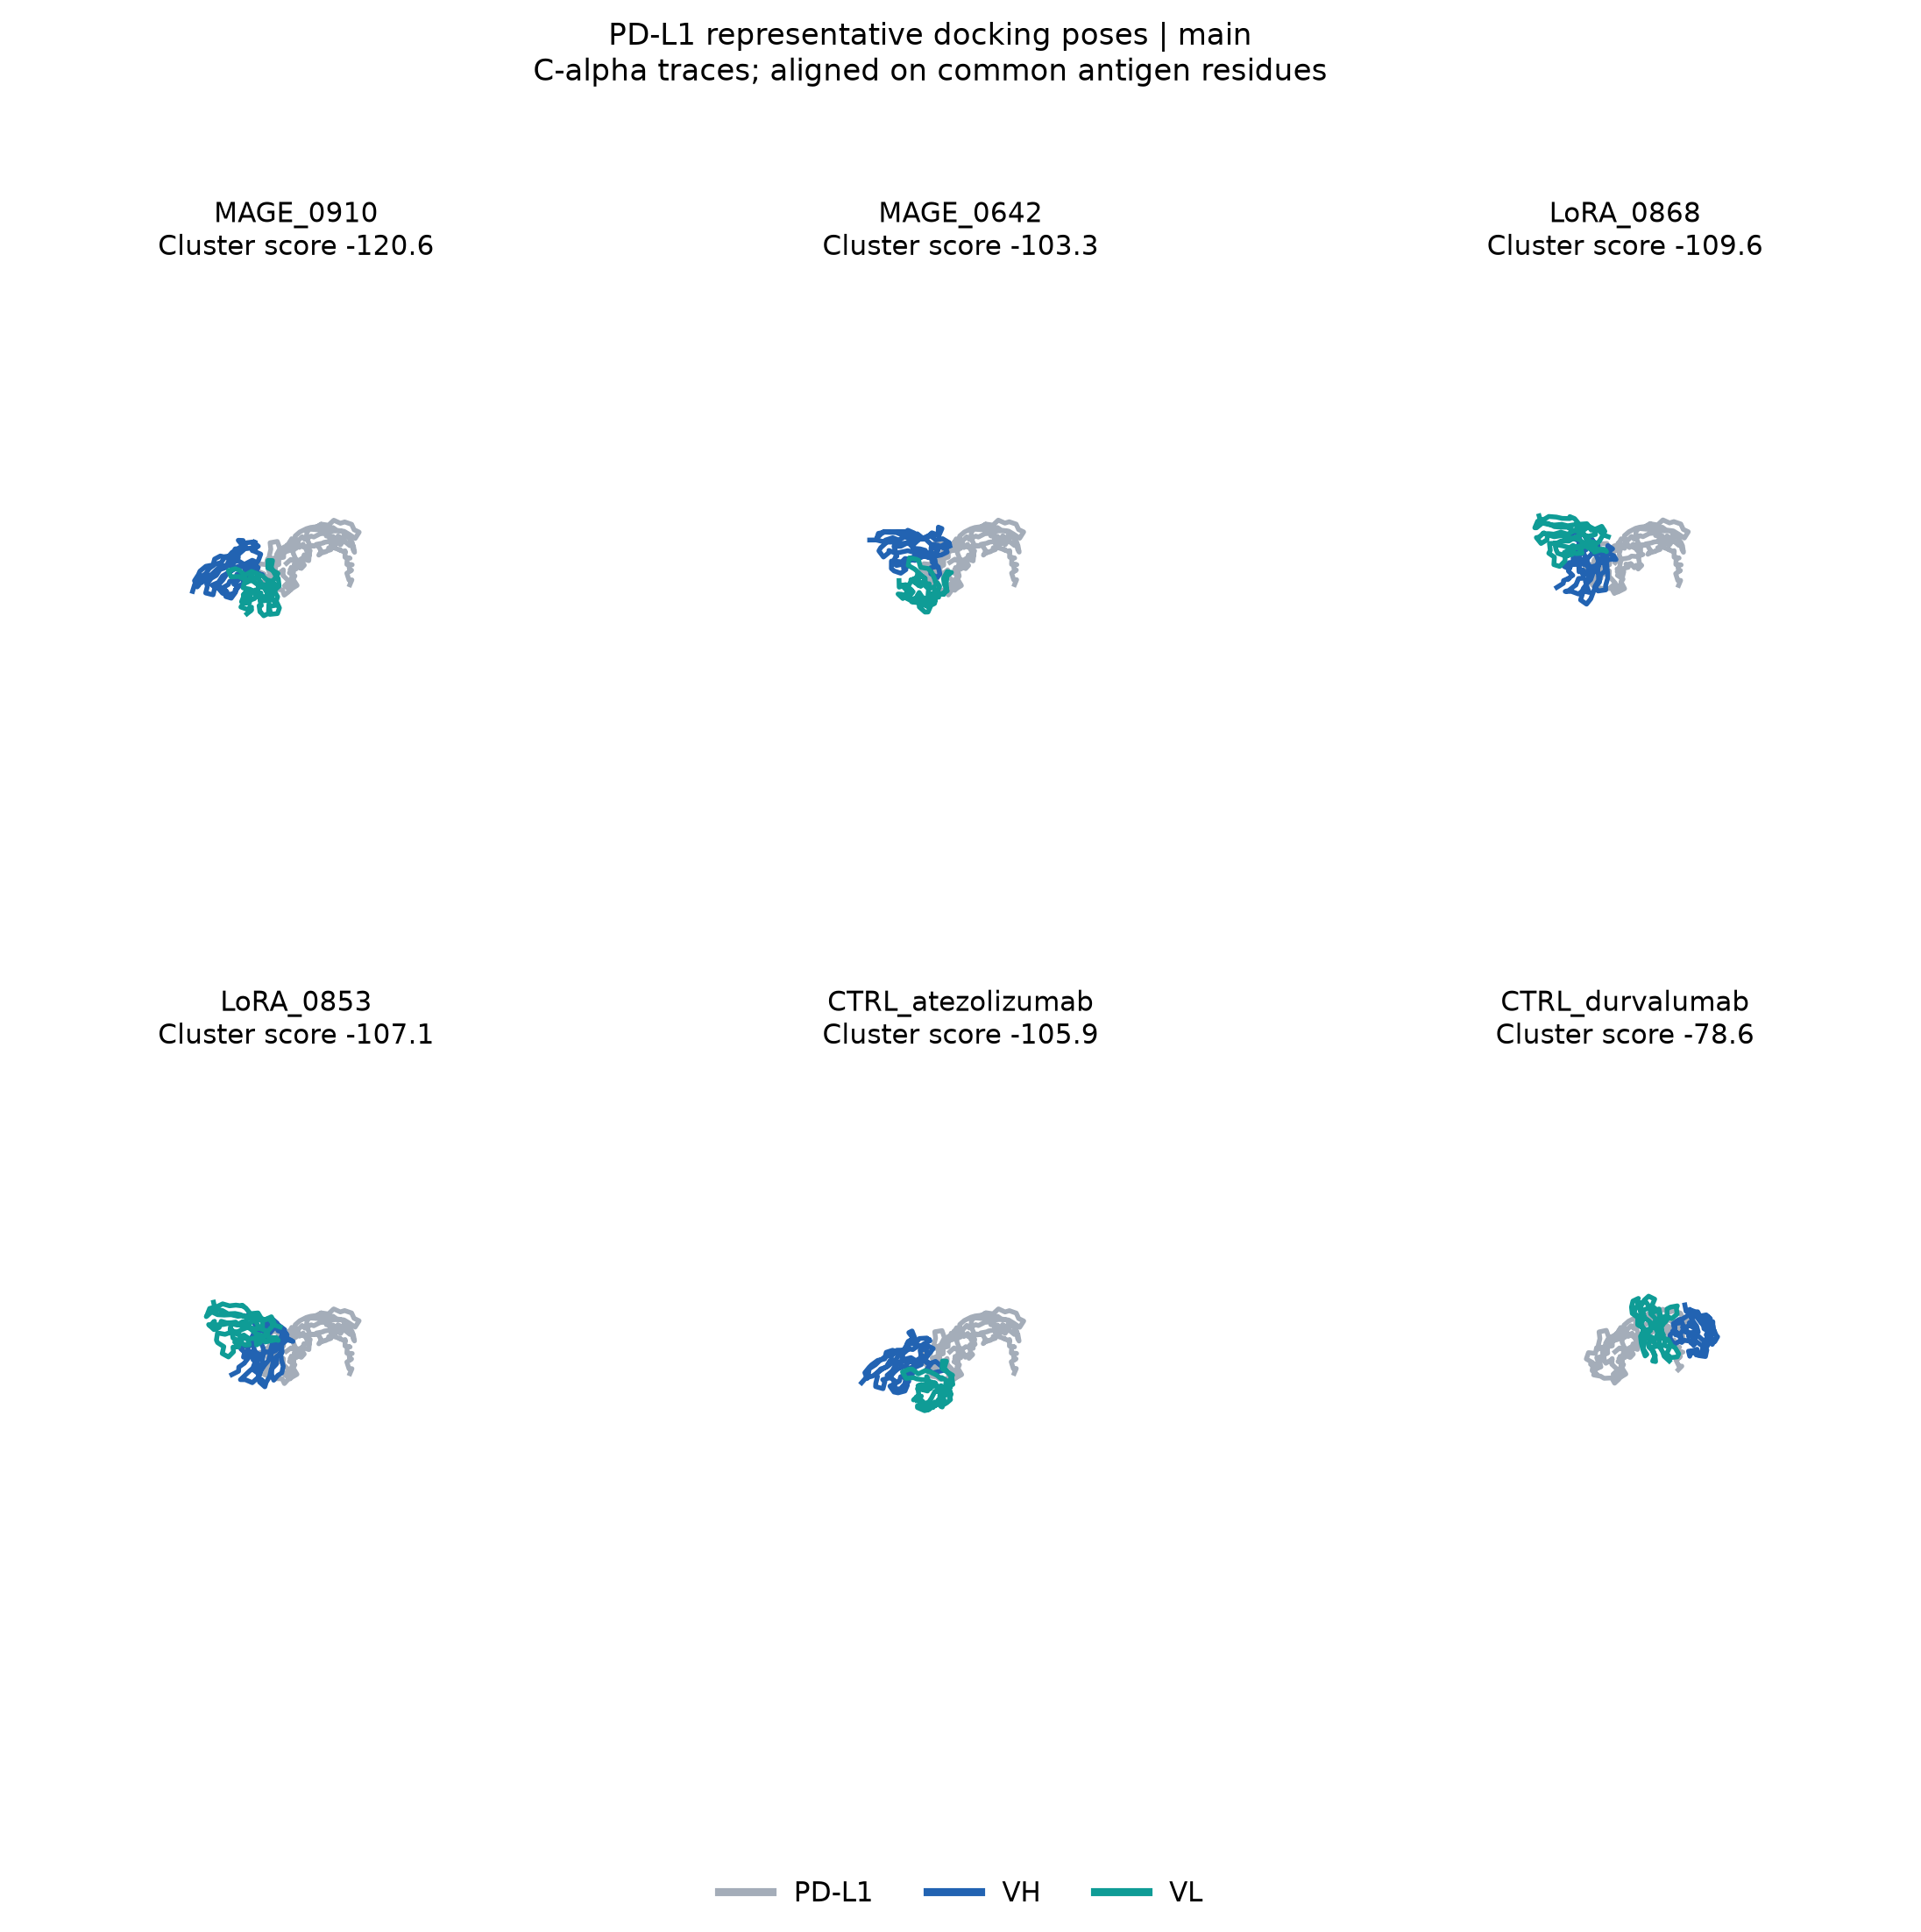 PD-L1 representative docking poses | main
C-alpha traces; aligned on common antigen residues
MAGE_0910
Cluster score -120.6
MAGE_0642
Cluster score -103.3
LoRA_0868
Cluster score -109.6
LoRA_0853
Cluster score -107.1
CTRL_atezolizumab
Cluster score -105.9
CTRL_durvalumab
Cluster score -78.6
PD-L1
VH
VL